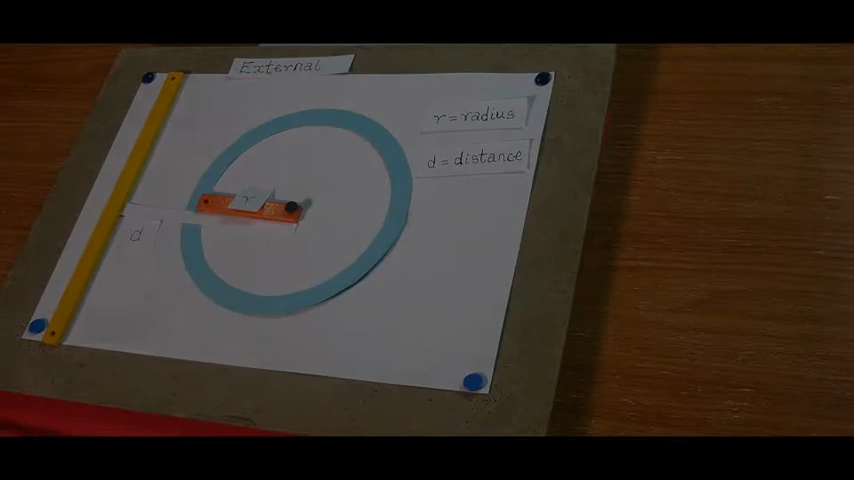 External
r = radius
d = distance
r
d